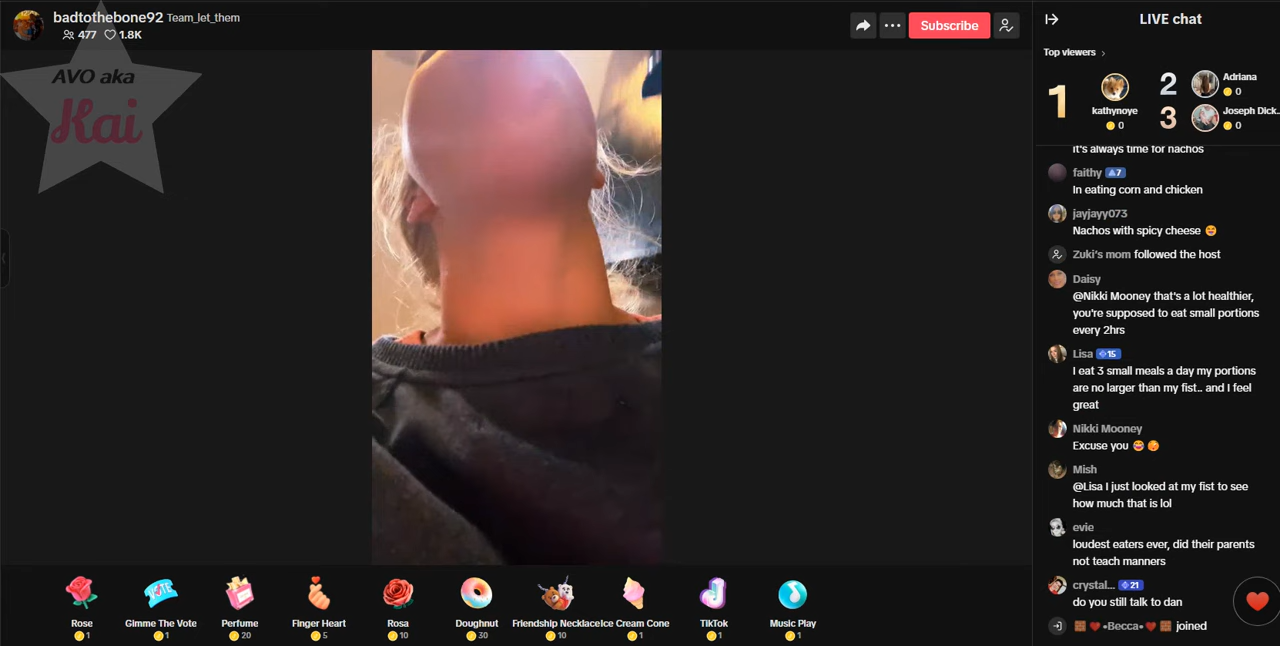 badtothebone92 Team_let_them
477 1.8K
Subscribe
AVO aka
Kai
LIVE chat
Top viewers
1
kathynoye
0
2
Adriana
0
3
Joseph Dick..
0
it's always time for nachos
faithy 7
In eating corn and chicken
jayjayy073
Nachos with spicy cheese
Zuki's mom followed the host
Daisy
@Nikki Mooney that's a lot healthier,
you're supposed to eat small portions
every 2hrs
Lisa 15
I eat 3 small meals a day my portions
are no larger than my fist.. and I feel
great
Nikki Mooney
Excuse you
Mish
@Lisa I just looked at my fist to see
how much that is lol
evie
loudest eaters ever, did their parents
not teach manners
crystal... 21
do you still talk to dan
•Becca• joined
Rose
1
Gimme The Vote
1
Perfume
20
Finger Heart
5
Rosa
10
Doughnut
30
Friendship Necklace
10
Ice Cream Cone
1
TikTok
1
Music Play
1